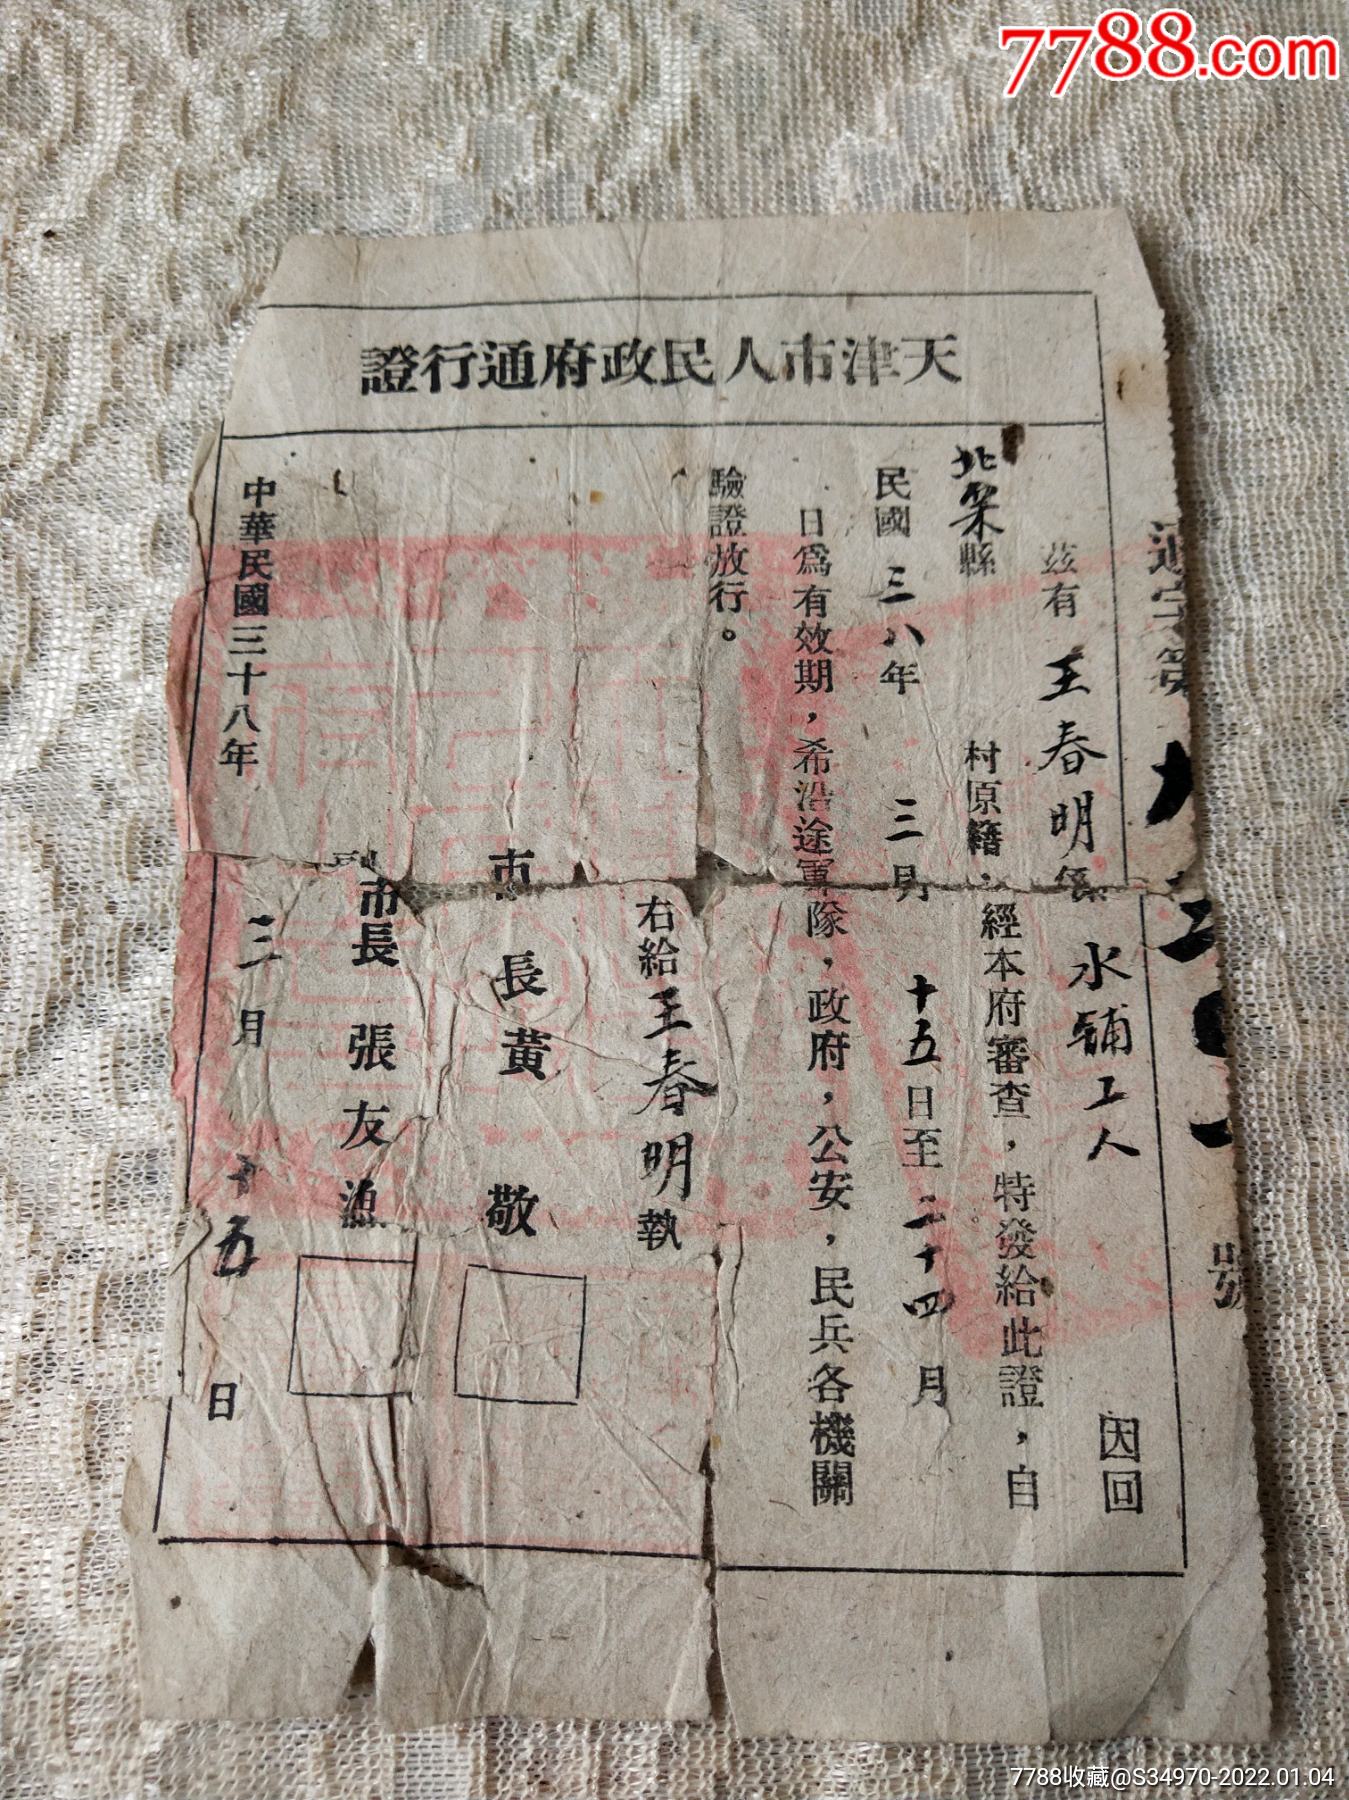 7788.com
天津市人民政府通行證
通字第
號
茲有 王春明係 水鋪工人 因回
北 縣 村原籍,經本府審查,特發給此證,自
民國三八年三月十五日至二十四月
日為有效期,希沿途軍隊,政府,公安,民兵各機關
驗證放行。
右給 王春明 執
市長 黃敬
副市長 張友漁
中華民國三十八年三月十五日
7788收藏@S34970-2022.01.04